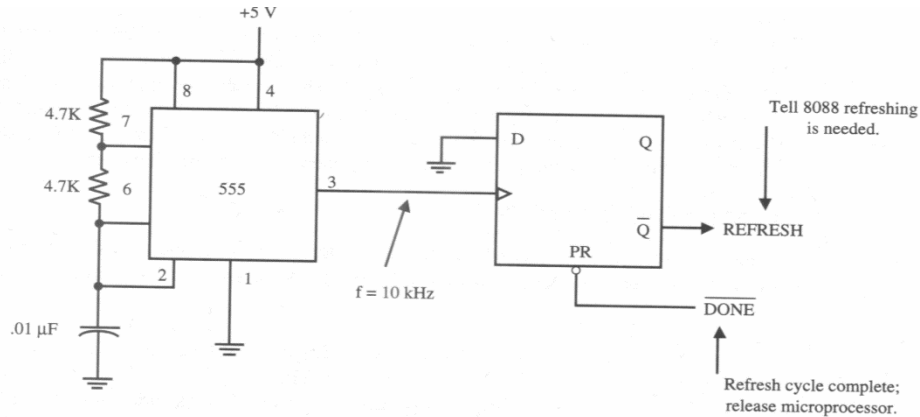 +5 V
8
4
4.7K
7
4.7K
6
555
3
2
1
.01 µF
f = 10 kHz
D
Q
Q̅
PR
Tell 8088 refreshing
is needed.
REFRESH
D̅O̅N̅E̅
Refresh cycle complete;
release microprocessor.